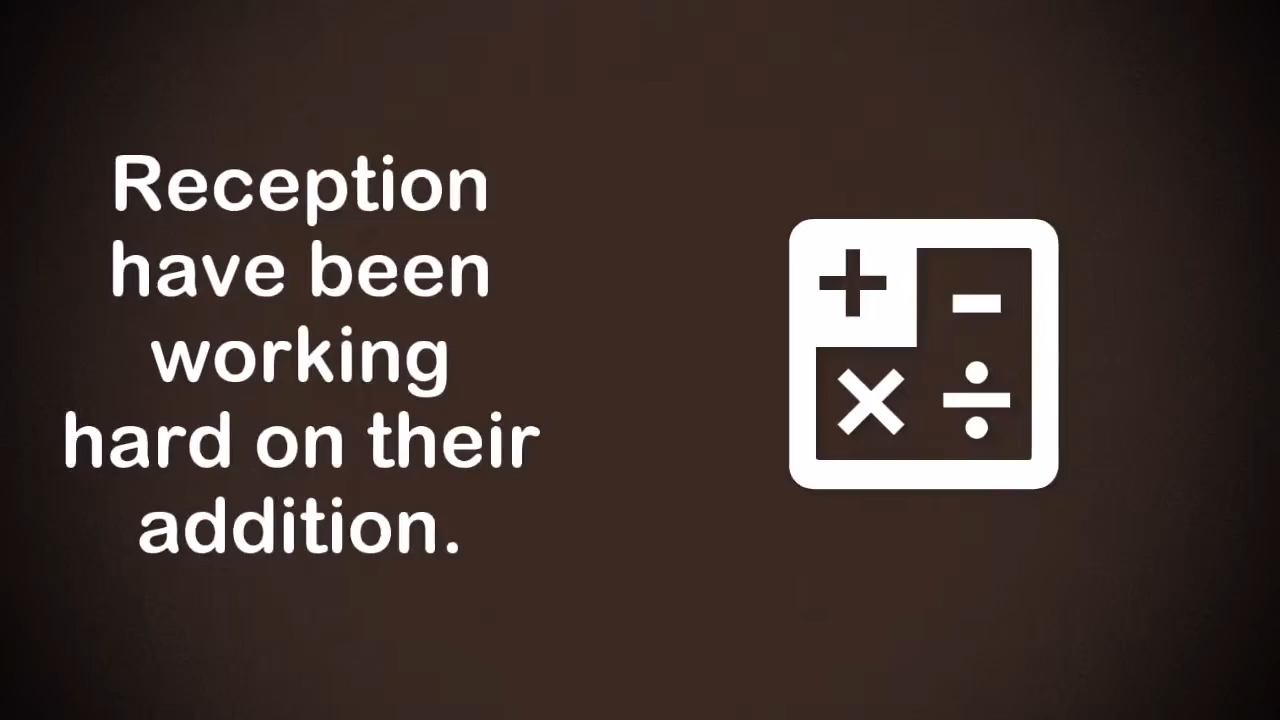 Reception
have been
working
hard on their
addition.